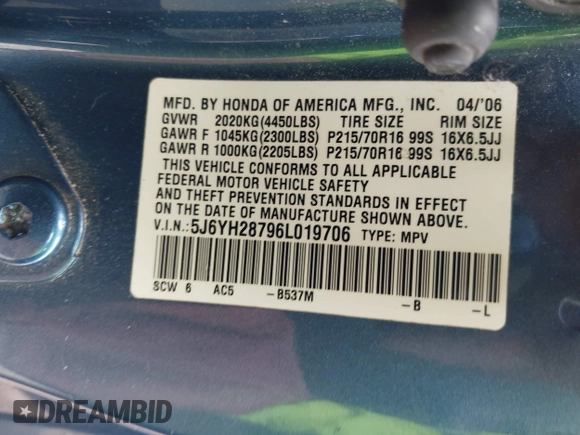 MFD. BY HONDA OF AMERICA MFG., INC. 04/'06
GVWR 2020KG(4450LBS) TIRE SIZE RIM SIZE
GAWR F 1045KG(2300LBS) P215/70R16 99S 16X6.5JJ
GAWR R 1000KG(2205LBS) P215/70R16 99S 16X6.5JJ
THIS VEHICLE CONFORMS TO ALL APPLICABLE
FEDERAL MOTOR VEHICLE SAFETY
AND THEFT PREVENTION STANDARDS IN EFFECT
ON THE DATE OF MANUFACTURE SHOWN ABOVE.
V.I.N.: 5J6YH28796L019706 TYPE: MPV
SCW 6 AC5 -B537M -B -L
DREAMBID